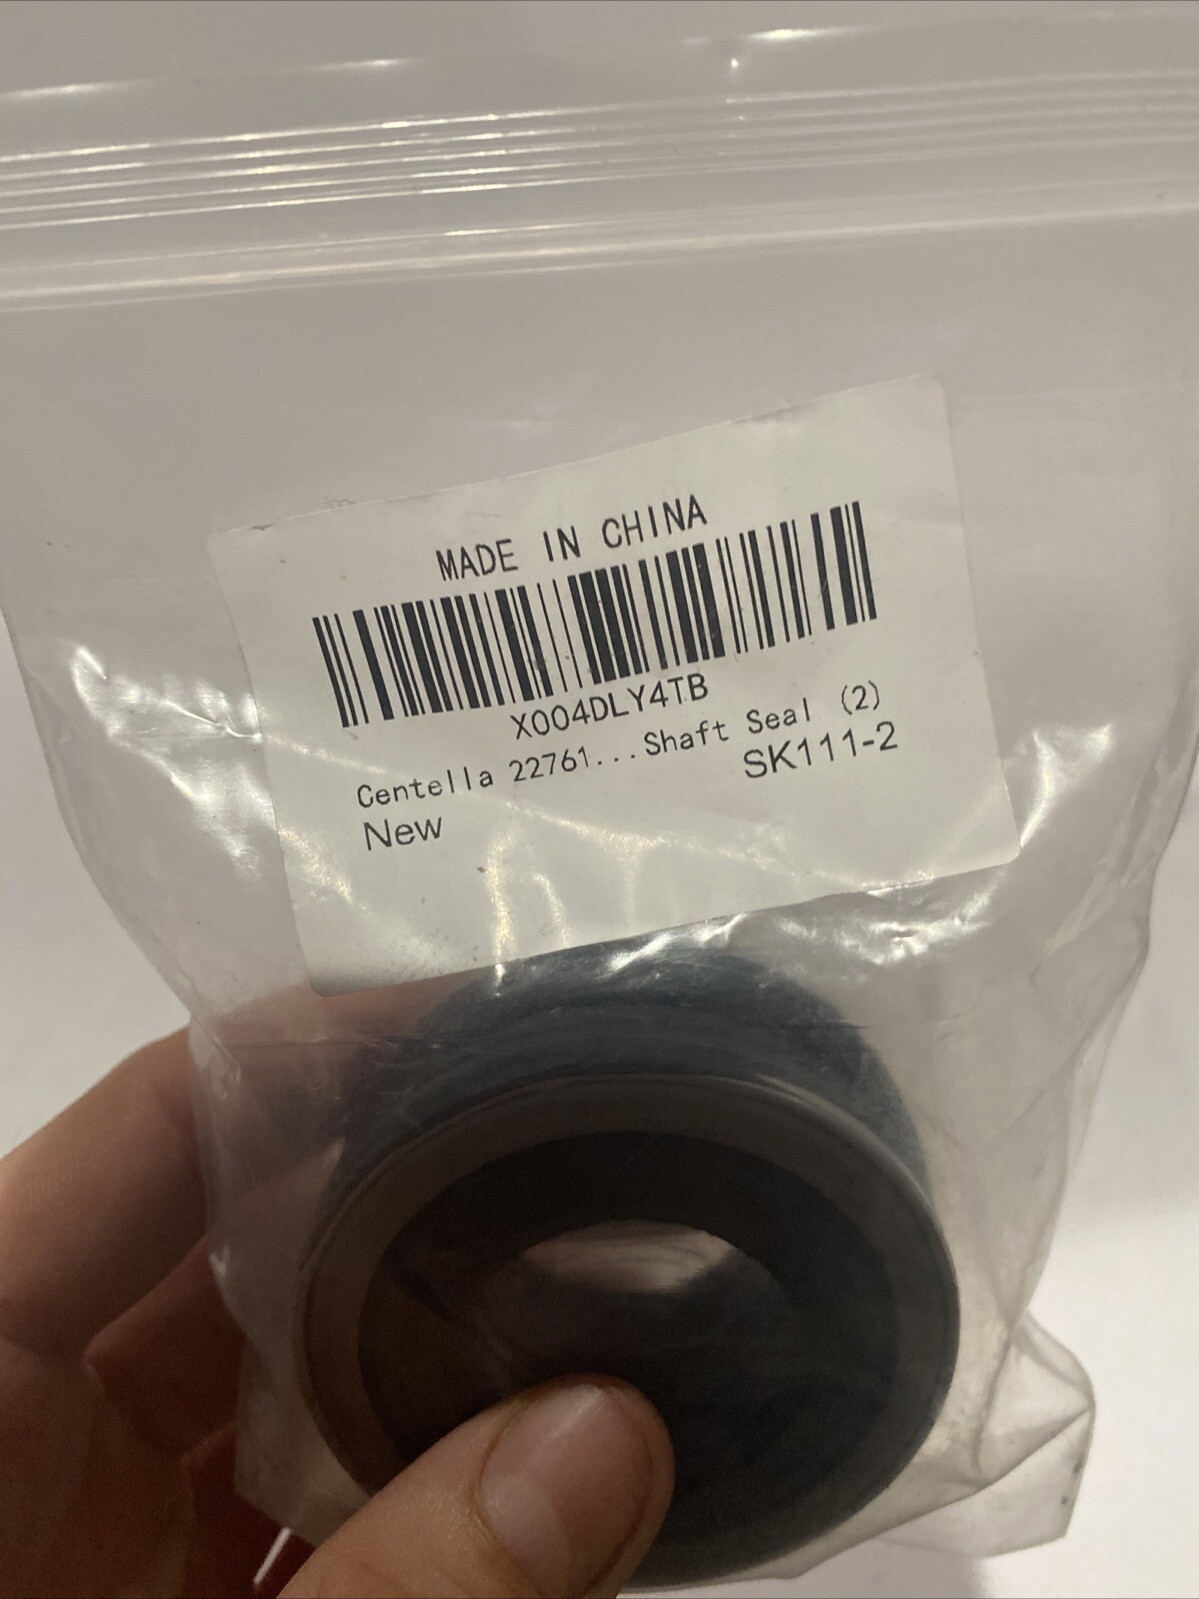 MADE IN CHINA
X004DLY4TB
Centella 22761...Shaft Seal (2)
New SK111-2